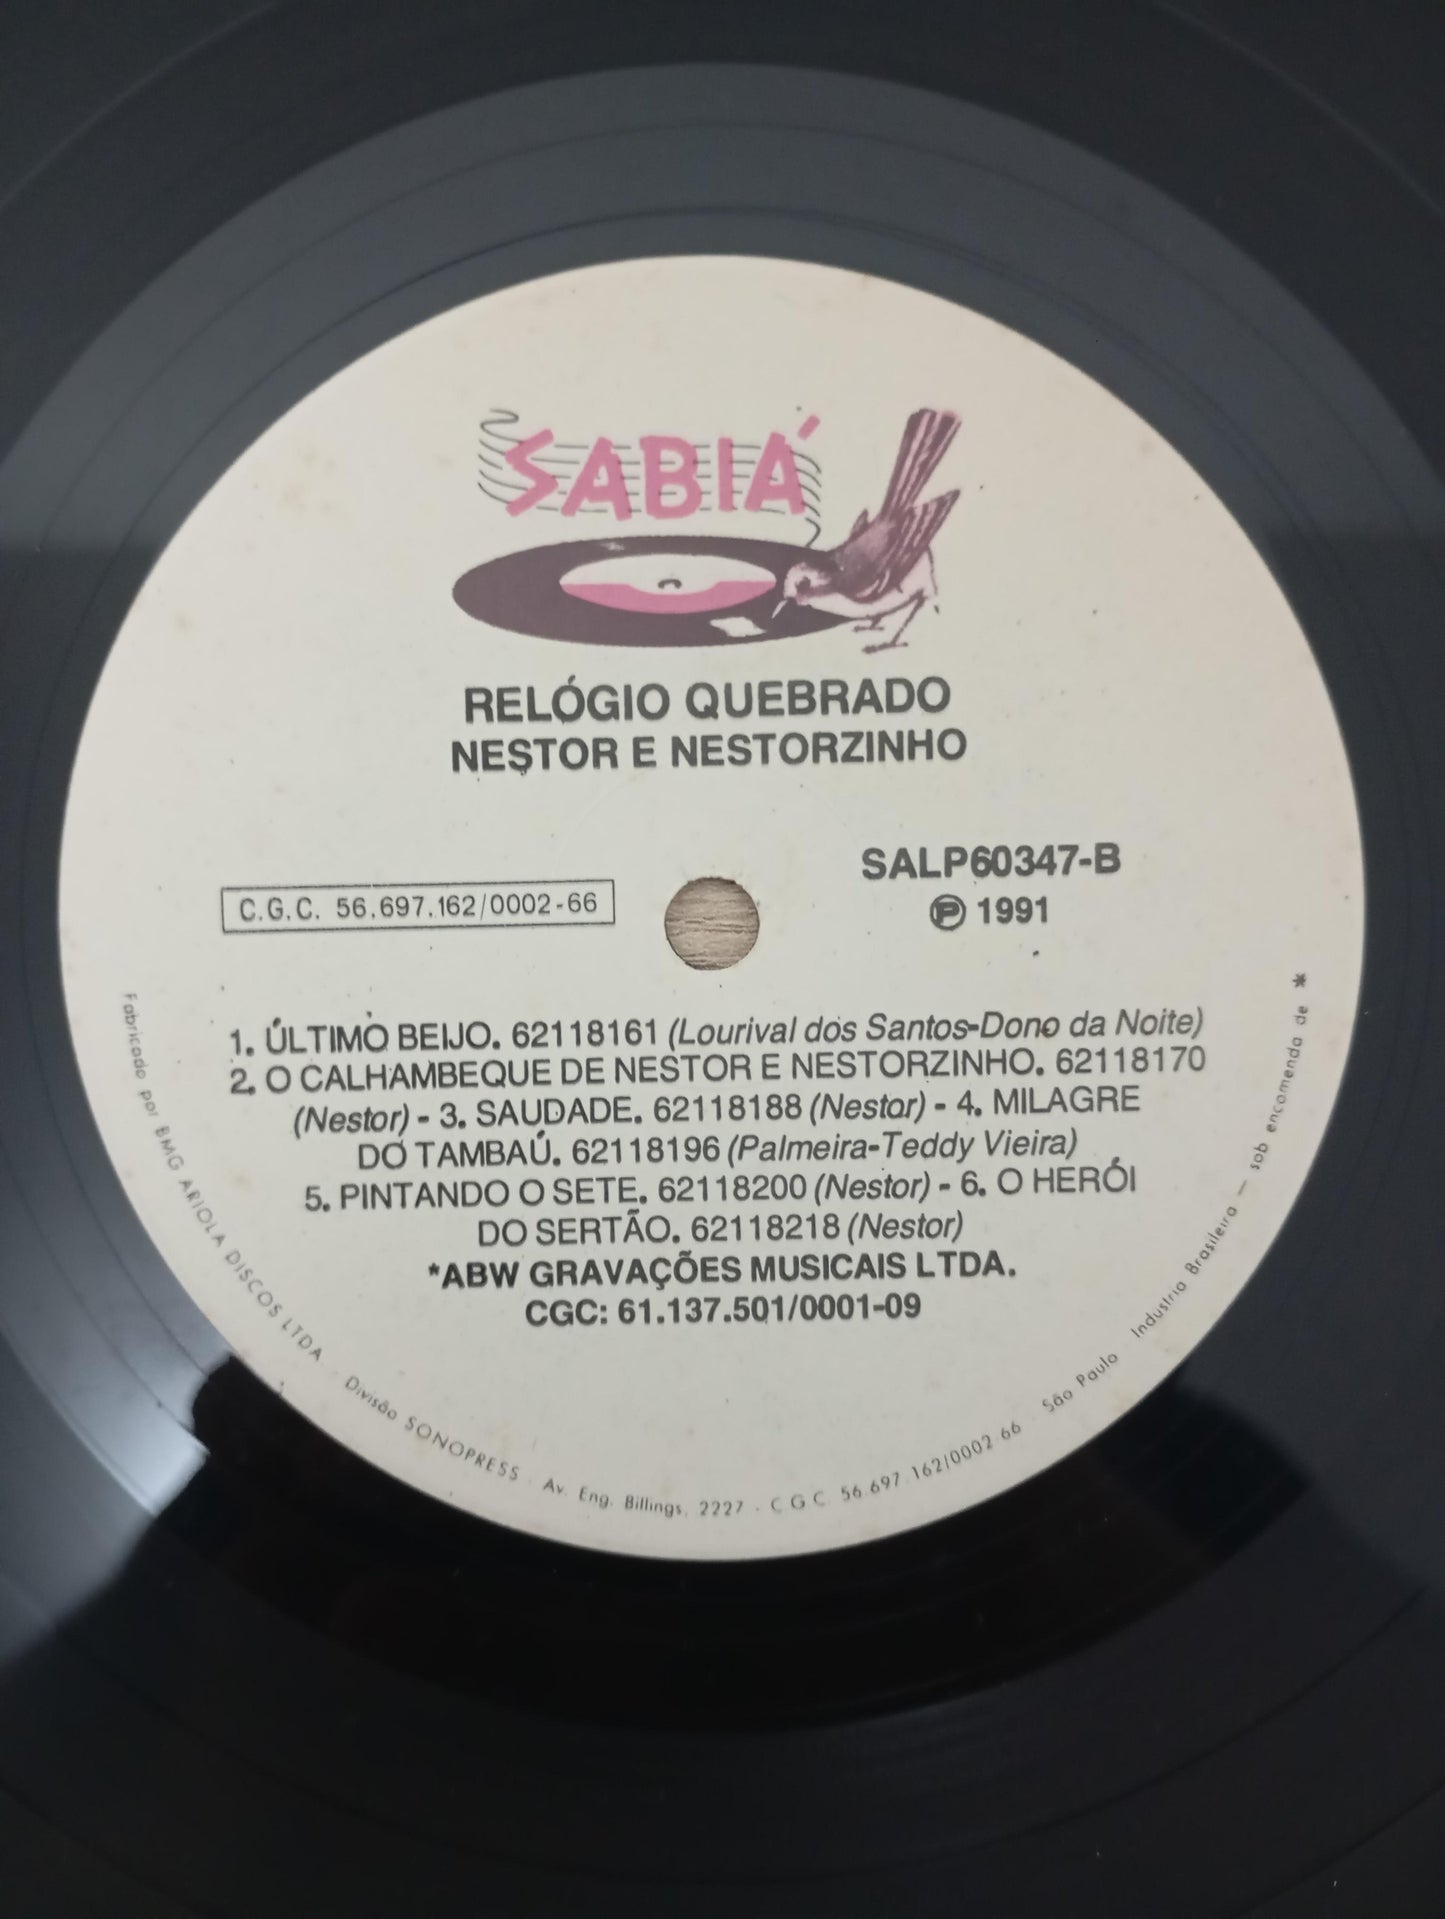 SABIÁ
RELÓGIO QUEBRADO
NESTOR E NESTORZINHO
SALP60347-B
Ⓟ 1991
C.G.C. 56.697.162/0002-66
1. ÚLTIMO BEIJO. 62118161 (Lourival dos Santos-Dono da Noite)
2. O CALHAMBEQUE DE NESTOR E NESTORZINHO. 62118170
(Nestor) - 3. SAUDADE. 62118188 (Nestor) - 4. MILAGRE
DO TAMBAÚ. 62118196 (Palmeira-Teddy Vieira)
5. PINTANDO O SETE. 62118200 (Nestor) - 6. O HERÓI
DO SERTÃO. 62118218 (Nestor)
*ABW GRAVAÇÕES MUSICAIS LTDA.
CGC: 61.137.501/0001-09
Fabricado por BMG ARIOLA DISCOS LTDA. Divisão SONOPRESS . Av. Eng. Billings, 2227 . C G C 56 697 162/0002 66 . São Paulo Industria Brasileira — sob encomenda de *